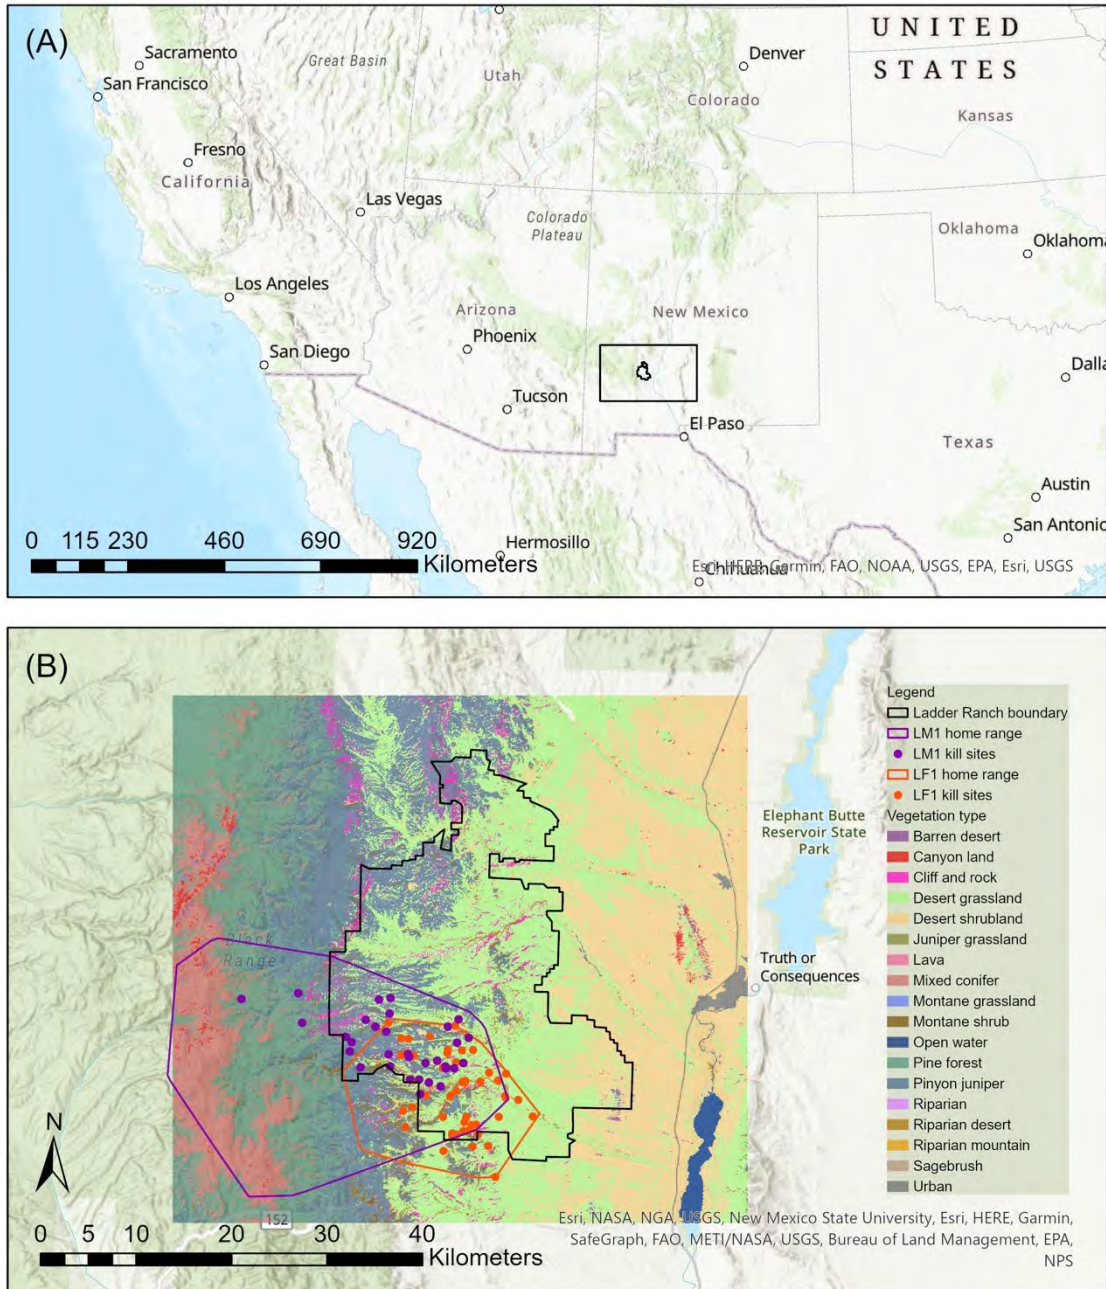 (A)
UNITED
STATES
Sacramento
San Francisco
Great Basin
Utah
Denver
Colorado
Kansas
Fresno
California
Las Vegas
Colorado
Plateau
Oklahoma
Oklahoma
Los Angeles
Arizona
Phoenix
New Mexico
San Diego
Tucson
Dalla
El Paso
Texas
Austin
San Antonio
Hermosillo
Chihuahua
0 115 230 460 690 920
Kilometers
Esri, HERE, Garmin, FAO, NOAA, USGS, EPA, Esri, USGS
(B)
Legend
Ladder Ranch boundary
LM1 home range
LM1 kill sites
LF1 home range
LF1 kill sites
Vegetation type
Barren desert
Canyon land
Cliff and rock
Desert grassland
Desert shrubland
Juniper grassland
Lava
Mixed conifer
Montane grassland
Montane shrub
Open water
Pine forest
Pinyon juniper
Riparian
Riparian desert
Riparian mountain
Sagebrush
Urban
Elephant Butte
Reservoir State
Park
Black
Range
Truth or
Consequences
N
152
0 5 10 20 30 40
Kilometers
Esri, NASA, NGA, USGS, New Mexico State University, Esri, HERE, Garmin,
SafeGraph, FAO, METI/NASA, USGS, Bureau of Land Management, EPA,
NPS